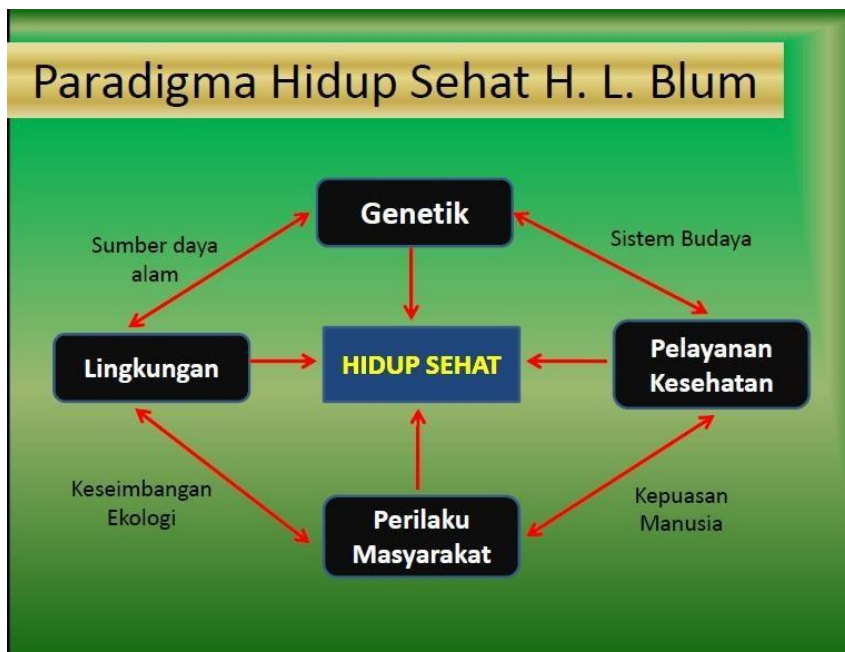 Paradigma Hidup Sehat H. L. Blum
Genetik
Sumber daya
alam
Sistem Budaya
Lingkungan
HIDUP SEHAT
Pelayanan
Kesehatan
Keseimbangan
Ekologi
Perilaku
Masyarakat
Kepuasan
Manusia